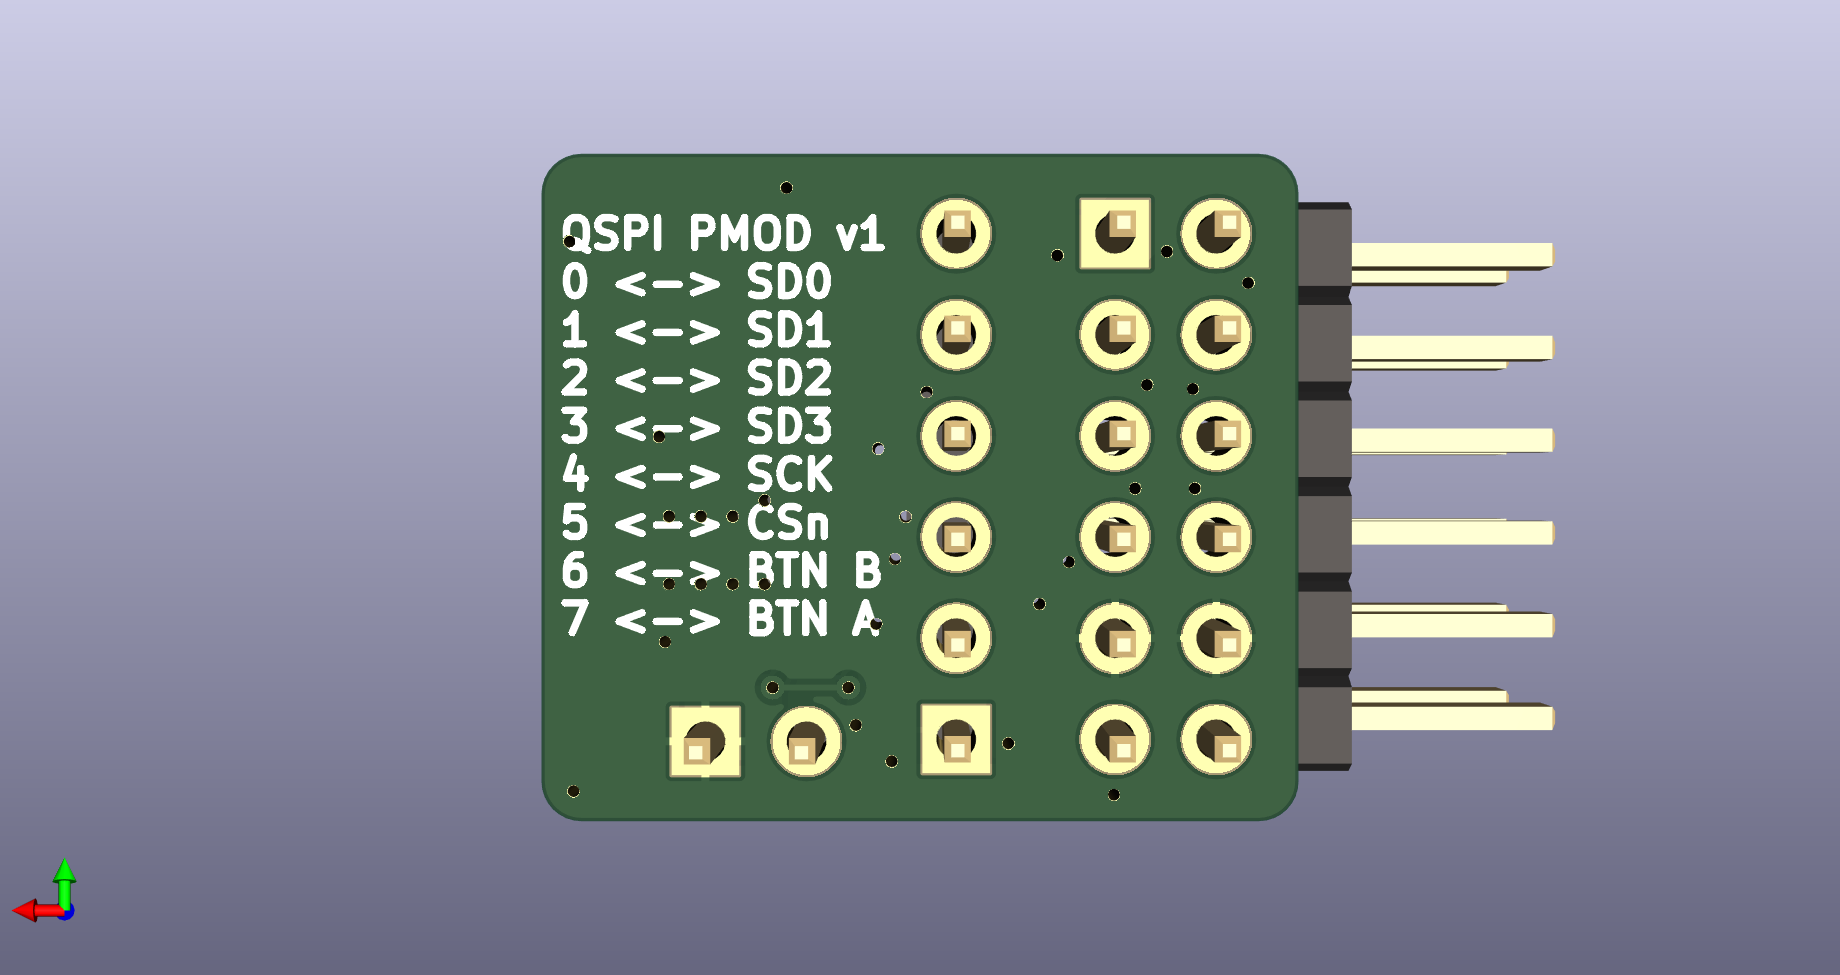 QSPI PMOD v1
0 <-> SD0
1 <-> SD1
2 <-> SD2
3 <-> SD3
4 <-> SCK
5 <-> CSn
6 <-> BTN B
7 <-> BTN A